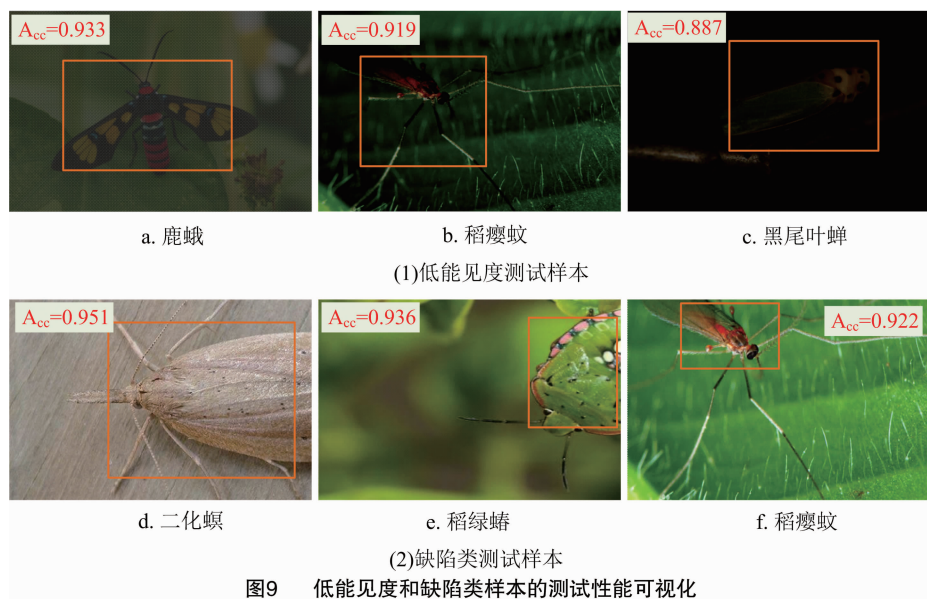 Acc=0.933 Acc=0.919 Acc=0.887
a. 鹿蛾 b. 稻瘿蚊 c. 黑尾叶蝉
(1)低能见度测试样本
Acc=0.951 Acc=0.936 Acc=0.922
d. 二化螟 e. 稻绿蝽 f. 稻瘿蚊
(2)缺陷类测试样本
图9 低能见度和缺陷类样本的测试性能可视化